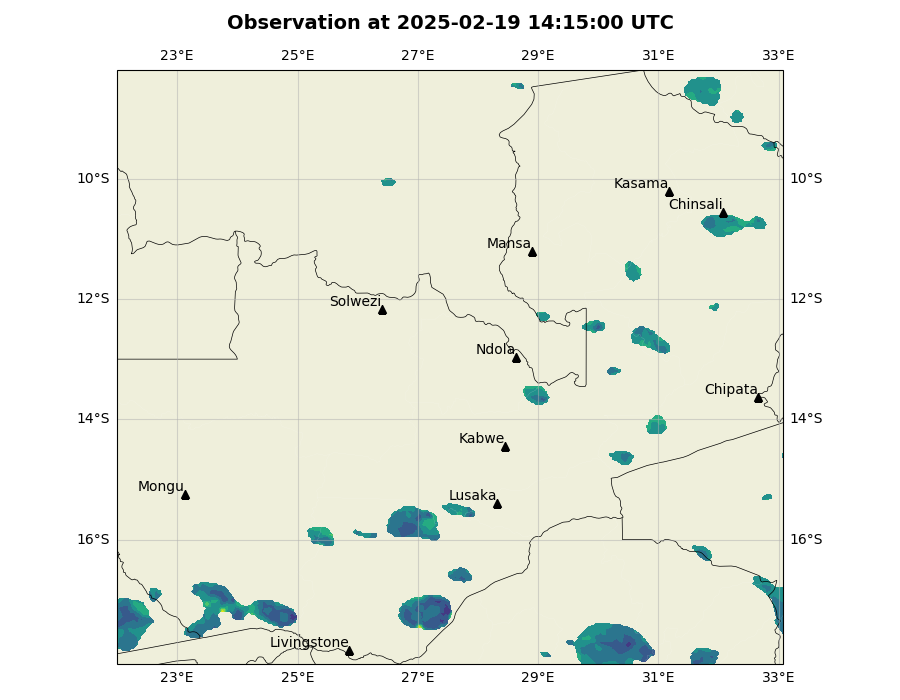 Observation at 2025-02-19 14:15:00 UTC
23°E 25°E 27°E 29°E 31°E 33°E
10°S 10°S
Kasama
Chinsali
Mansa
12°S 12°S
Solwezi
Ndola
Chipata
14°S 14°S
Kabwe
Mongu
Lusaka
16°S 16°S
Livingstone
23°E 25°E 27°E 29°E 31°E 33°E